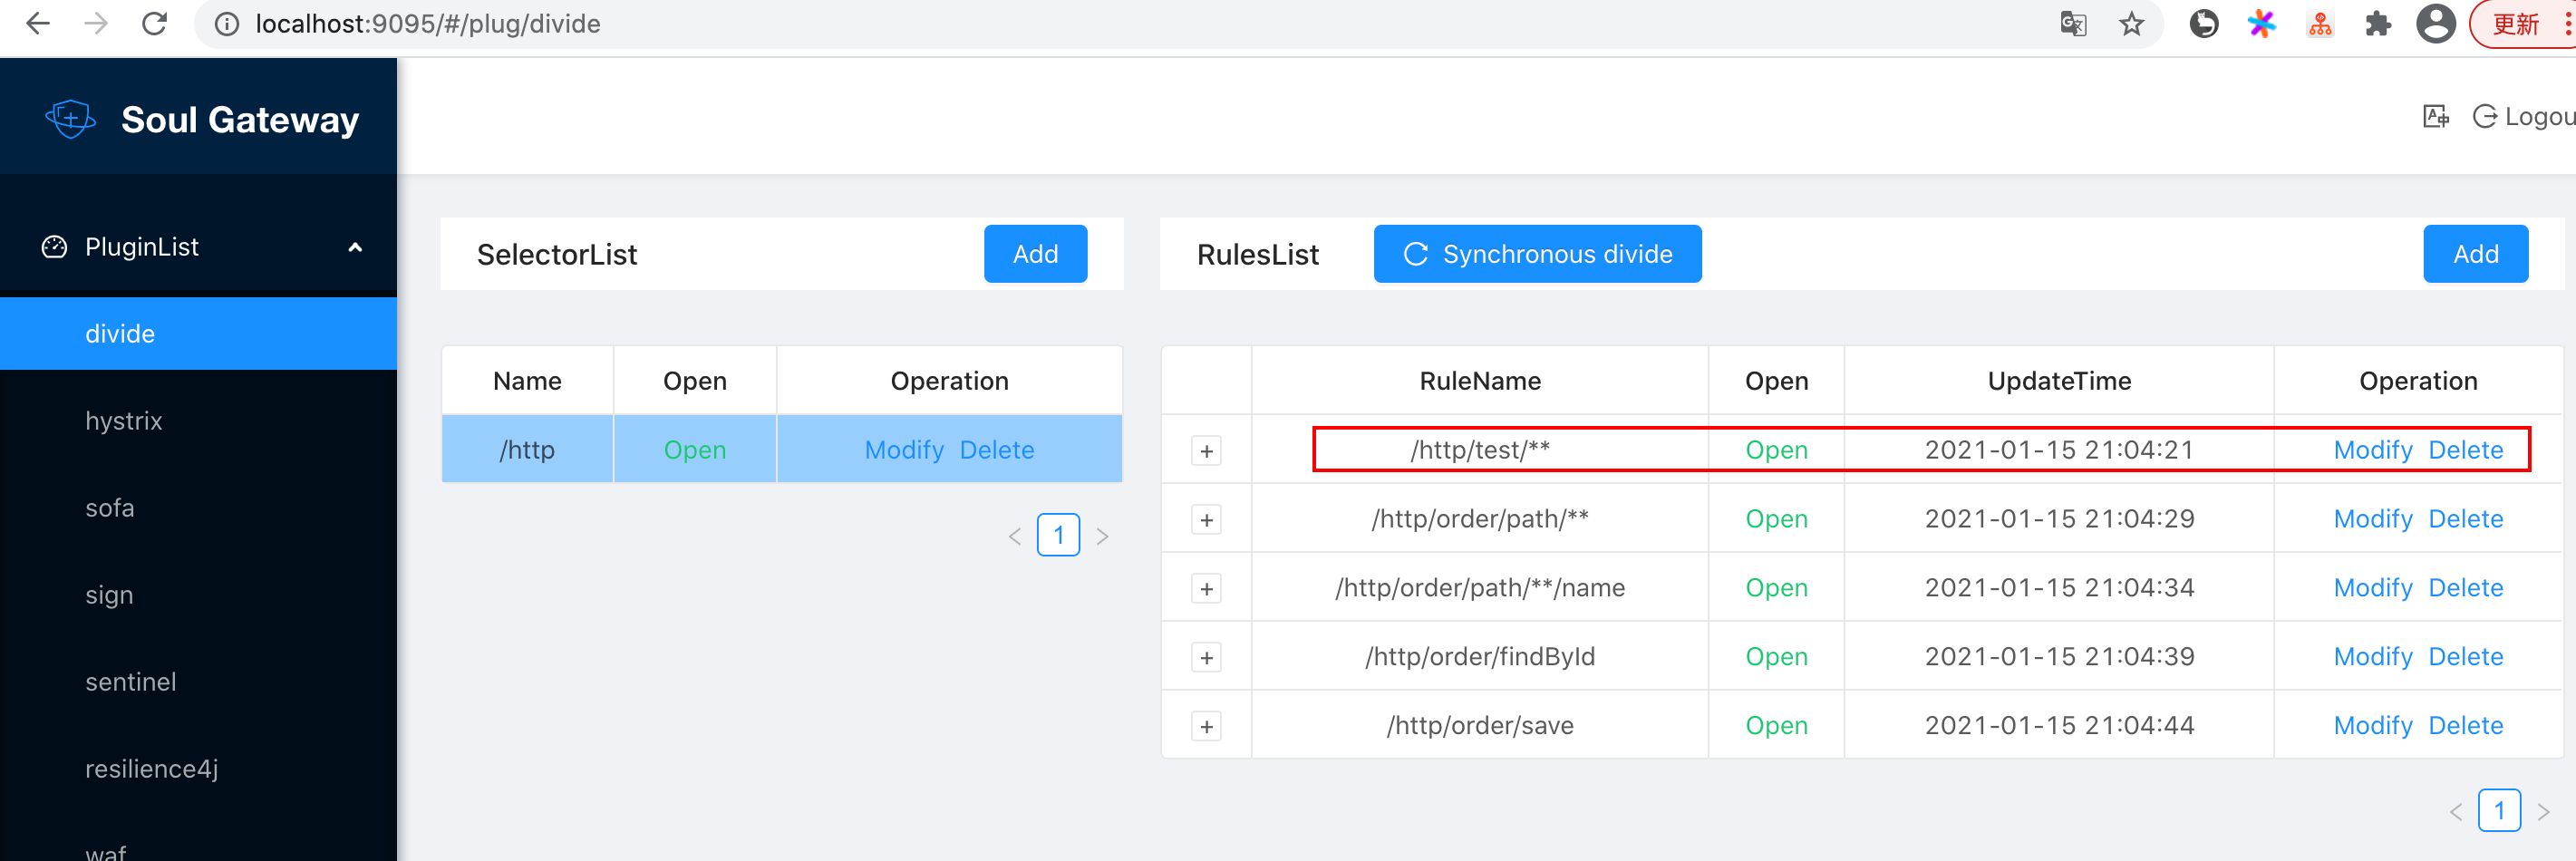 localhost:9095/#/plug/divide
更新
Soul Gateway
Logou
PluginList
divide
hystrix
sofa
sign
sentinel
resilience4j
waf
SelectorList
Add
Name Open Operation
/http Open Modify Delete
1
RulesList
Synchronous divide
Add
RuleName Open UpdateTime Operation
/http/test/** Open 2021-01-15 21:04:21 Modify Delete
/http/order/path/** Open 2021-01-15 21:04:29 Modify Delete
/http/order/path/**/name Open 2021-01-15 21:04:34 Modify Delete
/http/order/findById Open 2021-01-15 21:04:39 Modify Delete
/http/order/save Open 2021-01-15 21:04:44 Modify Delete
1